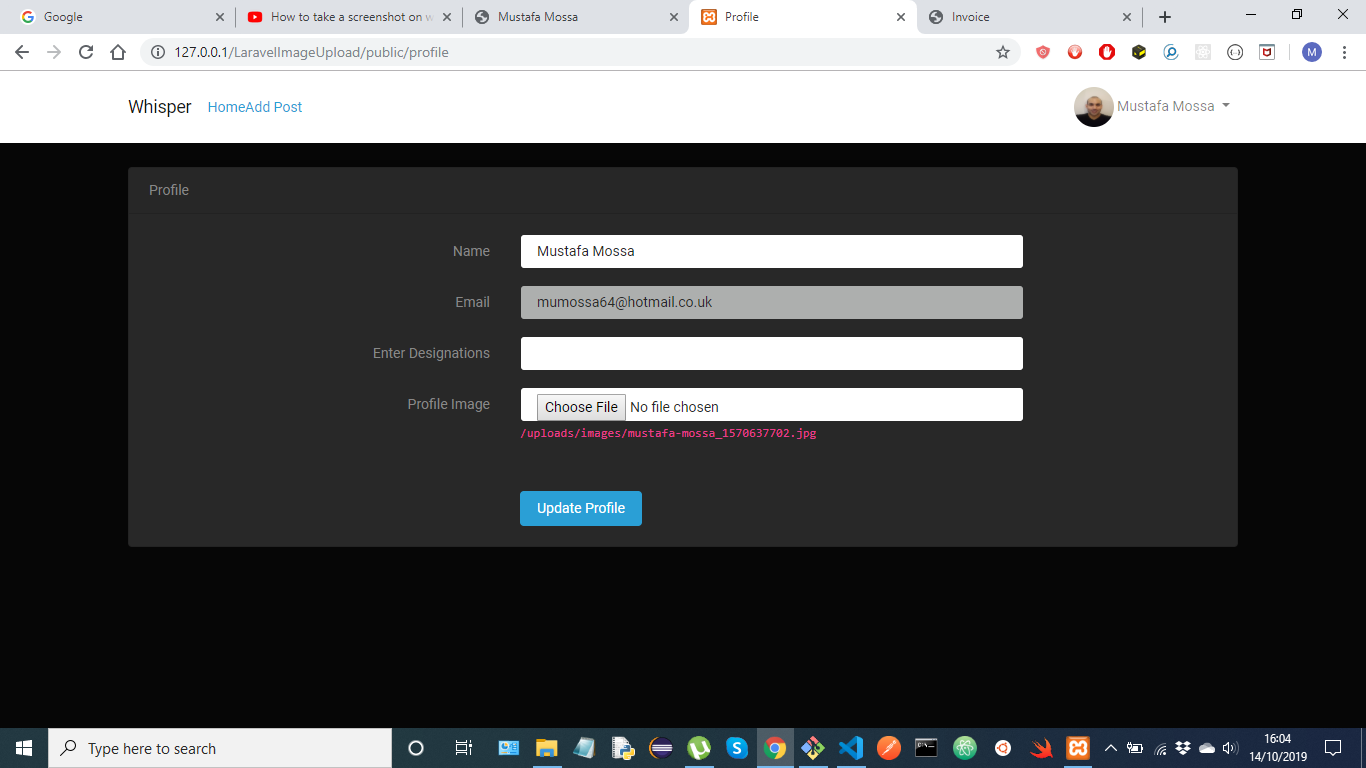 Google
How to take a screenshot on w
Mustafa Mossa
Profile
Invoice
127.0.0.1/LaravelImageUpload/public/profile
M
Whisper
HomeAdd Post
Mustafa Mossa
Profile
Name
Mustafa Mossa
Email
mumossa64@hotmail.co.uk
Enter Designations
Profile Image
Choose File No file chosen
/uploads/images/mustafa-mossa_1570637702.jpg
Update Profile
Type here to search
16:04
14/10/2019